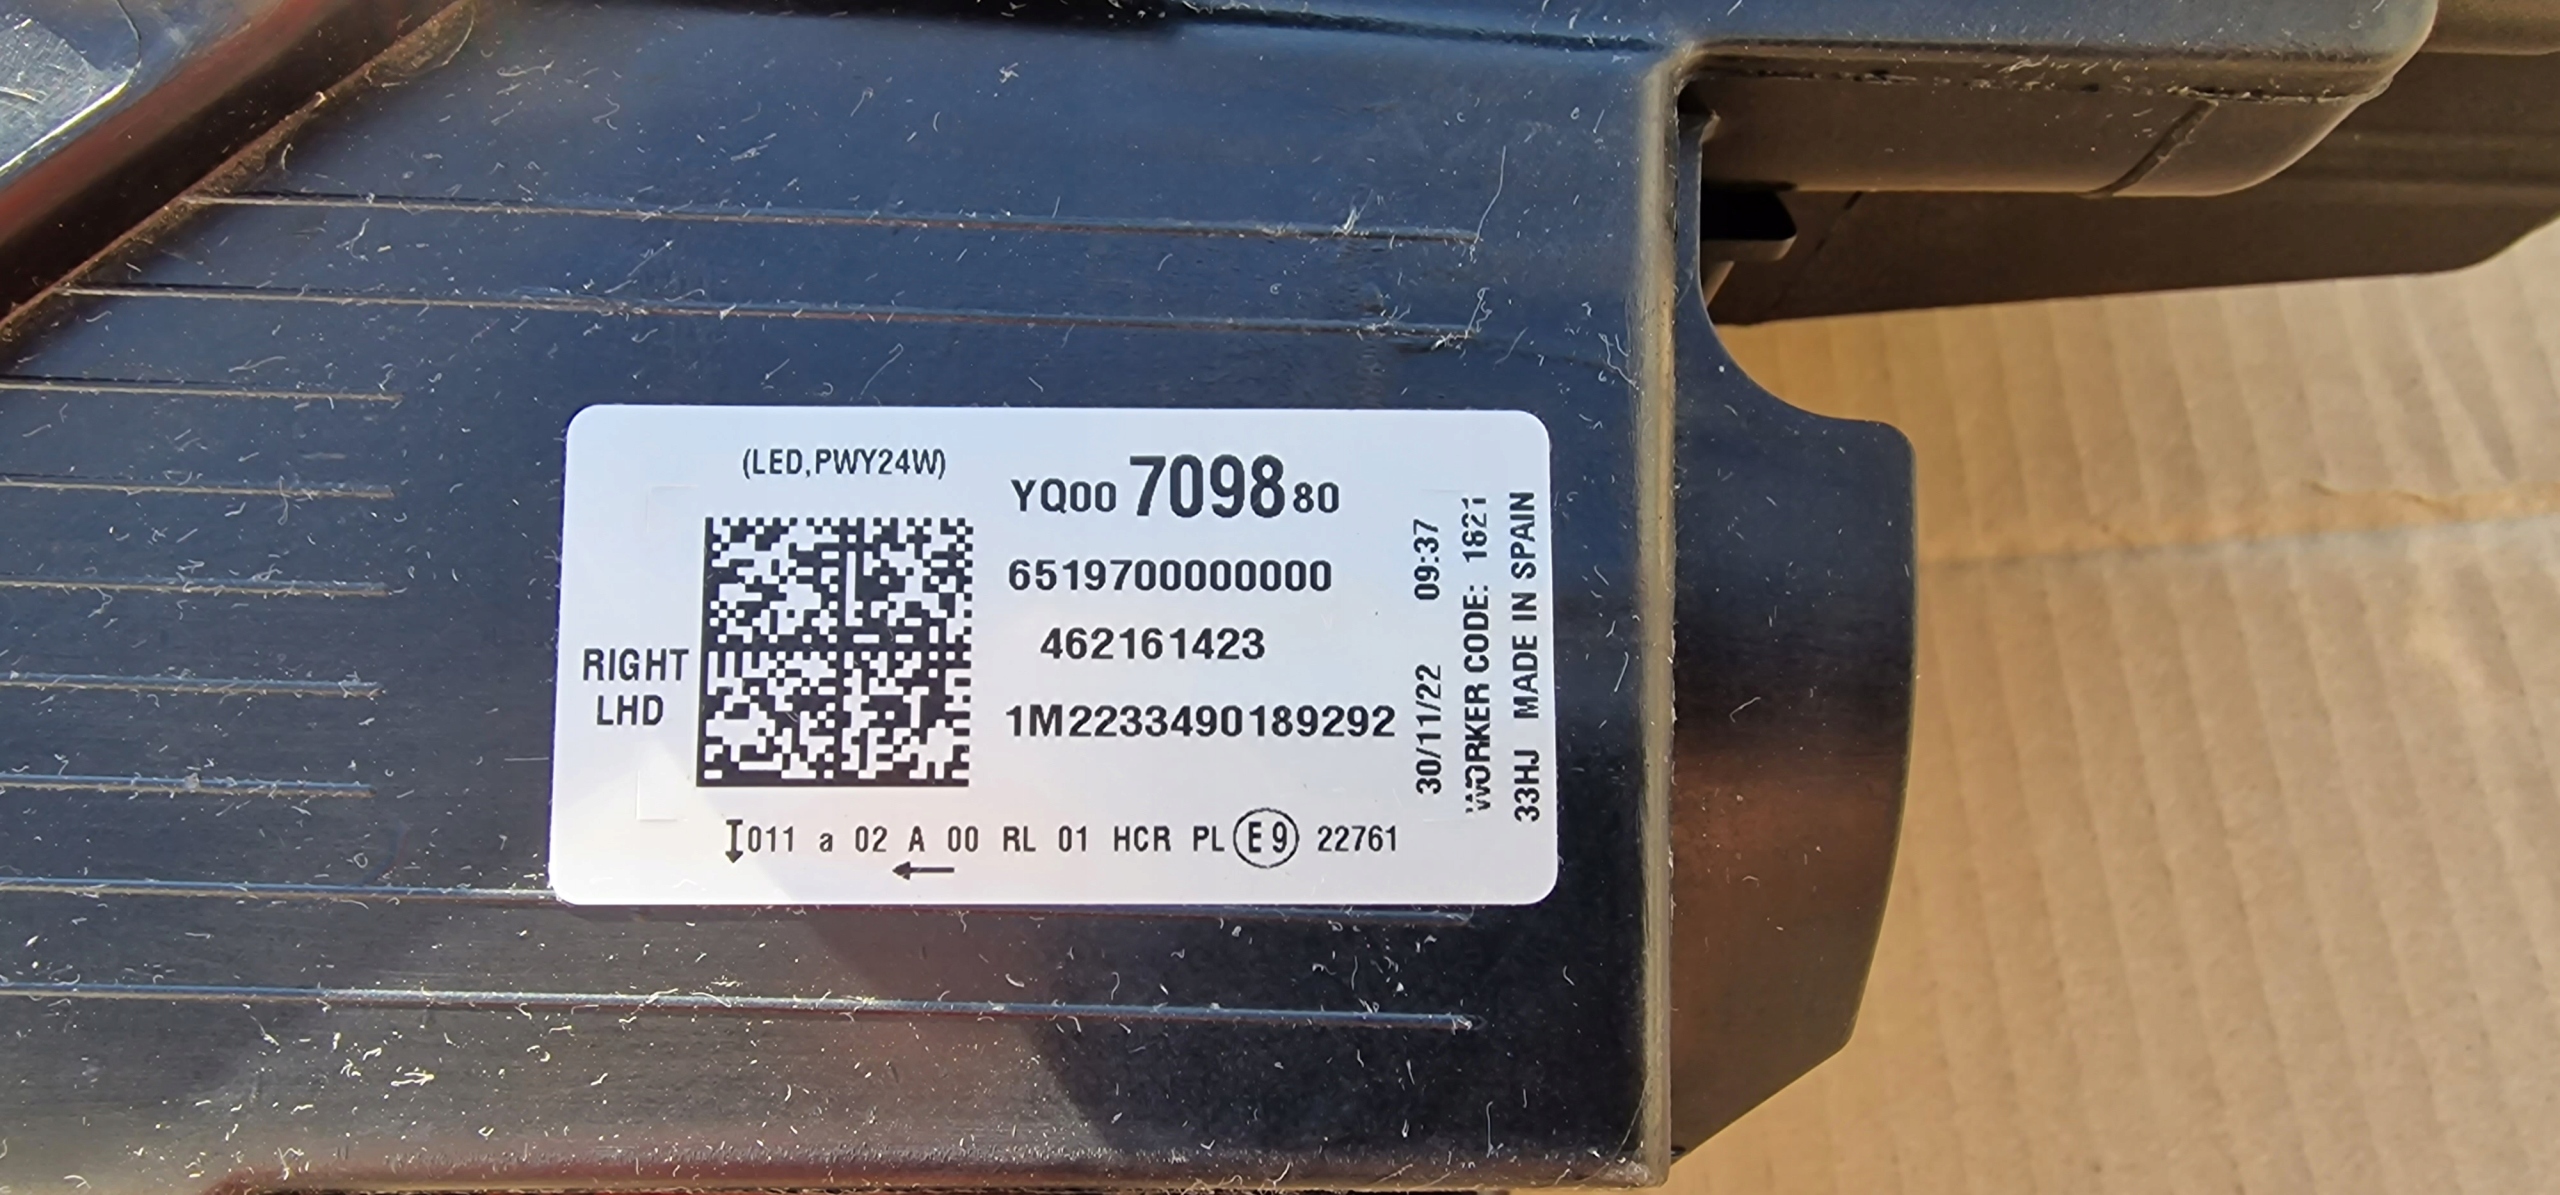 (LED,PWY24W)
YQ00 7098 80
6519700000000
462161423
1M2233490189292
RIGHT
LHD
30/11/22 09:37
WORKER CODE: 1621
33HJ MADE IN SPAIN
011 a 02 A 00 RL 01 HCR PL E9 22761